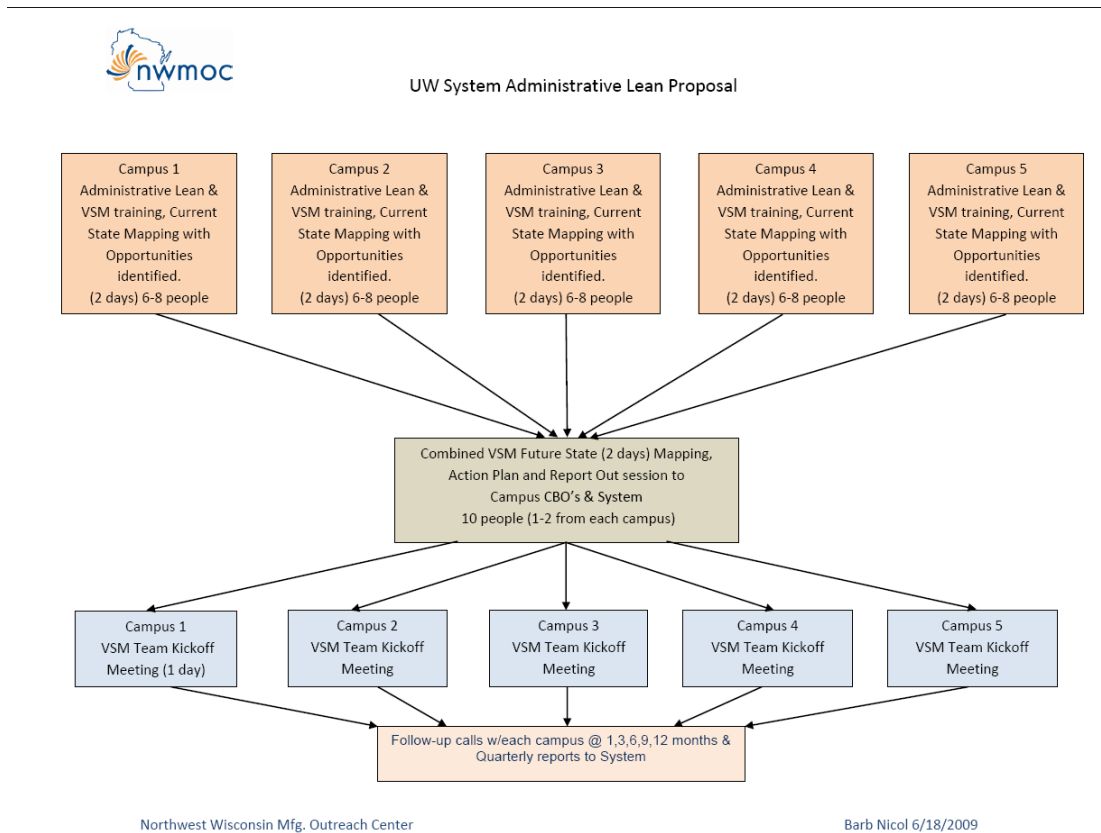 nwmoc
UW System Administrative Lean Proposal
Campus 1
Administrative Lean &
VSM training, Current
State Mapping with
Opportunities
identified.
(2 days) 6-8 people
Campus 2
Administrative Lean &
VSM training, Current
State Mapping with
Opportunities
identified.
(2 days) 6-8 people
Campus 3
Administrative Lean &
VSM training, Current
State Mapping with
Opportunities
identified.
(2 days) 6-8 people
Campus 4
Administrative Lean &
VSM training, Current
State Mapping with
Opportunities
identified.
(2 days) 6-8 people
Campus 5
Administrative Lean &
VSM training, Current
State Mapping with
Opportunities
identified.
(2 days) 6-8 people
Combined VSM Future State (2 days) Mapping,
Action Plan and Report Out session to
Campus CBO's & System
10 people (1-2 from each campus)
Campus 1
VSM Team Kickoff
Meeting (1 day)
Campus 2
VSM Team Kickoff
Meeting
Campus 3
VSM Team Kickoff
Meeting
Campus 4
VSM Team Kickoff
Meeting
Campus 5
VSM Team Kickoff
Meeting
Follow-up calls w/each campus @ 1,3,6,9,12 months &
Quarterly reports to System
Northwest Wisconsin Mfg. Outreach Center
Barb Nicol 6/18/2009